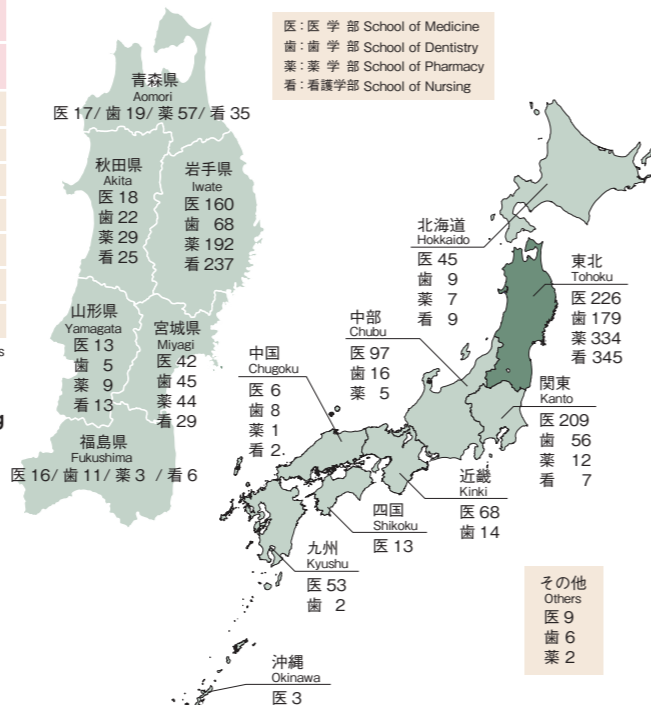 医：医 学 部 School of Medicine
歯：歯 学 部 School of Dentistry
薬：薬 学 部 School of Pharmacy
看：看護学部 School of Nursing
青森県
Aomori
医 17/ 歯 19/ 薬 57/ 看 35
秋田県
Akita
医 18
歯 22
薬 29
看 25
岩手県
Iwate
医 160
歯 68
薬 192
看 237
山形県
Yamagata
医 13
歯 5
薬 9
看 13
宮城県
Miyagi
医 42
歯 45
薬 44
看 29
福島県
Fukushima
医 16/ 歯 11/ 薬 3 / 看 6
北海道
Hokkaido
医 45
歯 9
薬 7
看 9
東北
Tohoku
医 226
歯 179
薬 334
看 345
中部
Chubu
医 97
歯 16
薬 5
中国
Chugoku
医 6
歯 8
薬 1
看 2
関東
Kanto
医 209
歯 56
薬 12
看 7
近畿
Kinki
医 68
歯 14
四国
Shikoku
医 13
九州
Kyushu
医 53
歯 2
沖縄
Okinawa
医 3
その他
Others
医 9
歯 6
薬 2